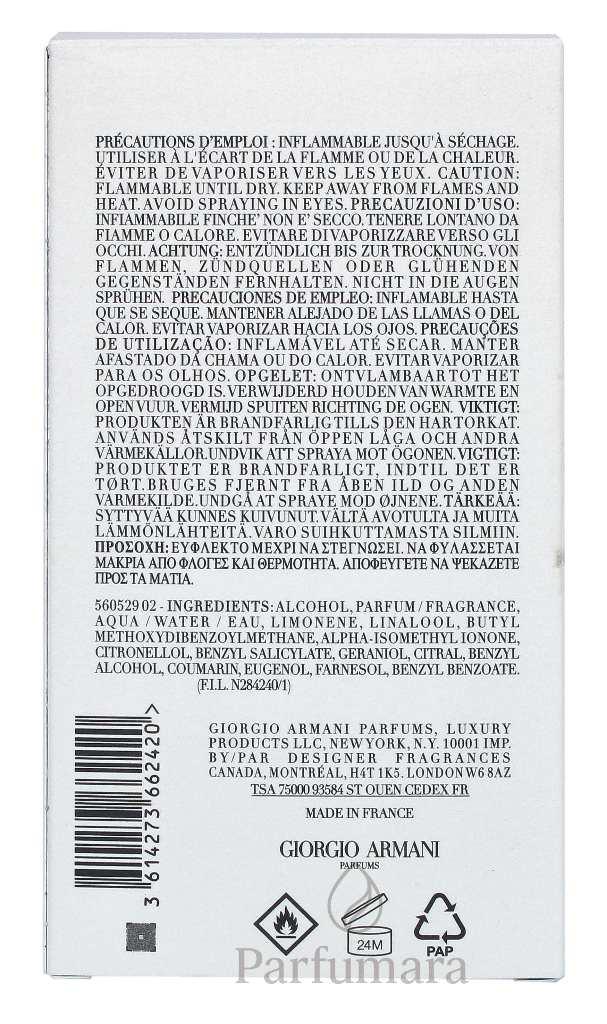 PRÉCAUTIONS D'EMPLOI : INFLAMMABLE JUSQU'À SÉCHAGE.
UTILISER À L'ÉCART DE LA FLAMME OU DE LA CHALEUR.
ÉVITER DE VAPORISER VERS LES YEUX. CAUTION:
FLAMMABLE UNTIL DRY. KEEP AWAY FROM FLAMES AND
HEAT. AVOID SPRAYING IN EYES. PRECAUZIONI D'USO:
INFIAMMABILE FINCHE' NON E' SECCO. TENERE LONTANO DA
FIAMME O CALORE. EVITARE DI VAPORIZZARE VERSO GLI
OCCHI. ACHTUNG: ENTZÜNDLICH BIS ZUR TROCKNUNG. VON
FLAMMEN, ZÜNDQUELLEN ODER GLÜHENDEN
GEGENSTÄNDEN FERNHALTEN. NICHT IN DIE AUGEN
SPRÜHEN. PRECAUCIONES DE EMPLEO: INFLAMABLE HASTA
QUE SE SEQUE. MANTENER ALEJADO DE LAS LLAMAS O DEL
CALOR. EVITAR VAPORIZAR HACIA LOS OJOS. PRECAUÇÕES
DE UTILIZAÇÃO: INFLAMÁVEL ATÉ SECAR. MANTER
AFASTADO DA CHAMA OU DO CALOR. EVITAR VAPORIZAR
PARA OS OLHOS. OPGELET: ONTVLAMBAAR TOT HET
OPGEDROOGD IS. VERWIJDERD HOUDEN VAN WARMTE EN
OPEN VUUR. VERMIJD SPUITEN RICHTING DE OGEN. VIKTIGT:
PRODUKTEN ÄR BRANDFARLIG TILLS DEN HAR TORKAT.
ANVÄNDS ÅTSKILT FRÅN ÖPPEN LÅGA OCH ANDRA
VÄRMEKÄLLOR. UNDVIK ATT SPRAYA MOT ÖGONEN. VIGTIGT:
PRODUKTET ER BRANDFARLIGT, INDTIL DET ER
TØRT. BRUGES FJERNT FRA ÅBEN ILD OG ANDEN
VARMEKILDE. UNDGÅ AT SPRAYE MOD ØJNENE. TÄRKEÄÄ:
SYTTYVÄÄ KUNNES KUIVUNUT. VÄLTÄ AVOTULTA JA MUITA
LÄMMÖNLÄHTEITÄ. VARO SUIHKUTTAMASTA SILMIIN.
ΠΡΟΣΟΧΗ: ΕΥΦΛΕΚΤΟ ΜΕΧΡΙ ΝΑ ΣΤΕΓΝΩΣΕΙ. ΝΑ ΦΥΛΑΣΣΕΤΑΙ
ΜΑΚΡΙΑ ΑΠΟ ΦΛΟΓΕΣ ΚΑΙ ΘΕΡΜΟΤΗΤΑ. ΑΠΟΦΕΥΓΕΤΕ ΝΑ ΨΕΚΑΖΕΤΕ
ΠΡΟΣ ΤΑ ΜΑΤΙΑ.
560529 02 - INGREDIENTS: ALCOHOL, PARFUM / FRAGRANCE,
AQUA / WATER / EAU, LIMONENE, LINALOOL, BUTYL
METHOXYDIBENZOYLMETHANE, ALPHA-ISOMETHYL IONONE,
CITRONELLOL, BENZYL SALICYLATE, GERANIOL, CITRAL, BENZYL
ALCOHOL, COUMARIN, EUGENOL, FARNESOL, BENZYL BENZOATE.
(F.I.L. N284240/1)
GIORGIO ARMANI PARFUMS, LUXURY
PRODUCTS LLC, NEW YORK, N.Y. 10001 IMP.
BY/PAR DESIGNER FRAGRANCES
CANADA, MONTRÉAL, H4T 1K5. LONDON W6 8AZ
TSA 75000 93584 ST OUEN CEDEX FR
MADE IN FRANCE
GIORGIO ARMANI
PARFUMS
3 614273 662420 >
24M
PAP
Parfumara